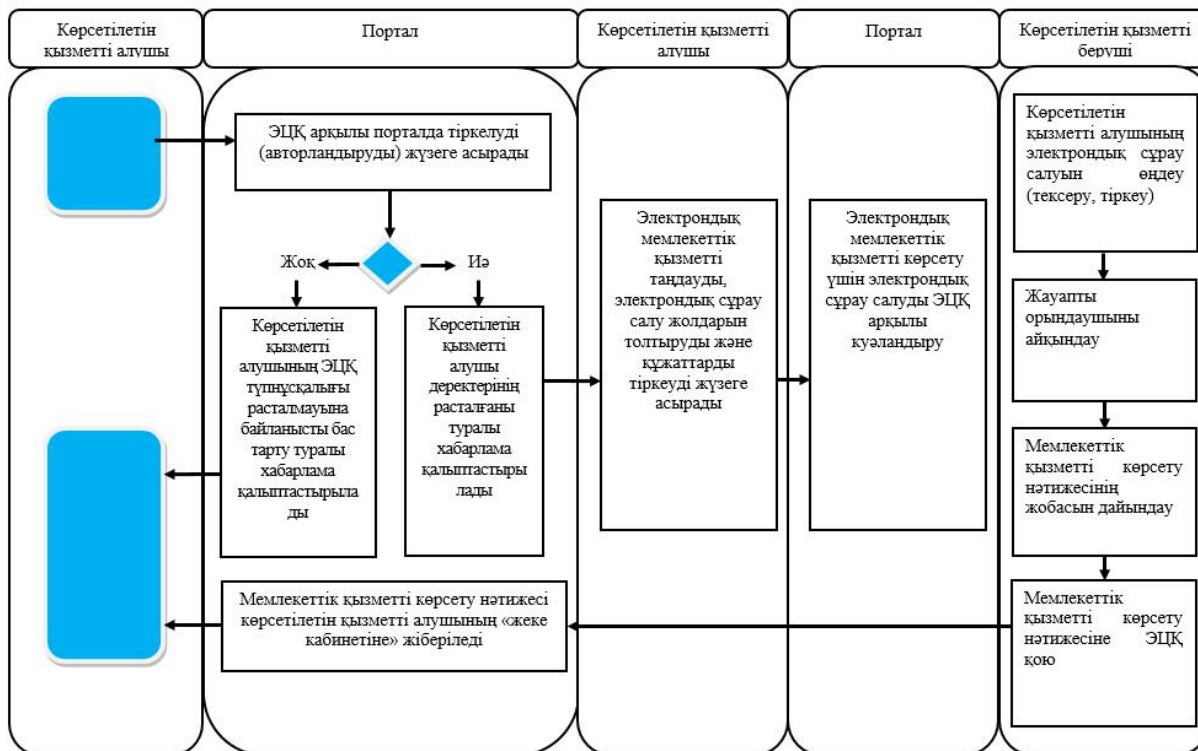 Көрсетілетін
қызметті алушы
Портал
Көрсетілетін қызметті
алушы
Портал
Көрсетілетін қызметті
беруші
ЭЦҚ арқылы порталда тіркелуді
(авторландыруды) жүзеге асырады
Жоқ
Иә
Көрсетілетін
қызметті
алушының ЭЦҚ
түпнұсқалығы
расталмауына
байланысты бас
тарту туралы
хабарлама
қалыптастырыла
ды
Көрсетілетін
қызметті
алушы
деректерінің
расталғаны
туралы
хабарлама
қалыптастыры
лады
Мемлекеттік қызметті көрсету нәтижесі
көрсетілетін қызметті алушының «жеке
кабинетіне» жіберіледі
Электрондық
мемлекеттік
қызметті
таңдауды,
электрондық сұрау
салу жолдарын
толтыруды және
құжаттарды
тіркеуді жүзеге
асырады
Электрондық
мемлекеттік
қызметті көрсету
үшін электрондық
сұрау салуды ЭЦҚ
арқылы
куәландыру
Көрсетілетін
қызметті алушының
электрондық сұрау
салуын өңдеу
(тексеру, тіркеу)
Жауапты
орындаушыны
айқындау
Мемлекеттік
қызметті көрсету
нәтижесінің
жобасын дайындау
Мемлекеттік
қызметті көрсету
нәтижесіне ЭЦҚ
қою